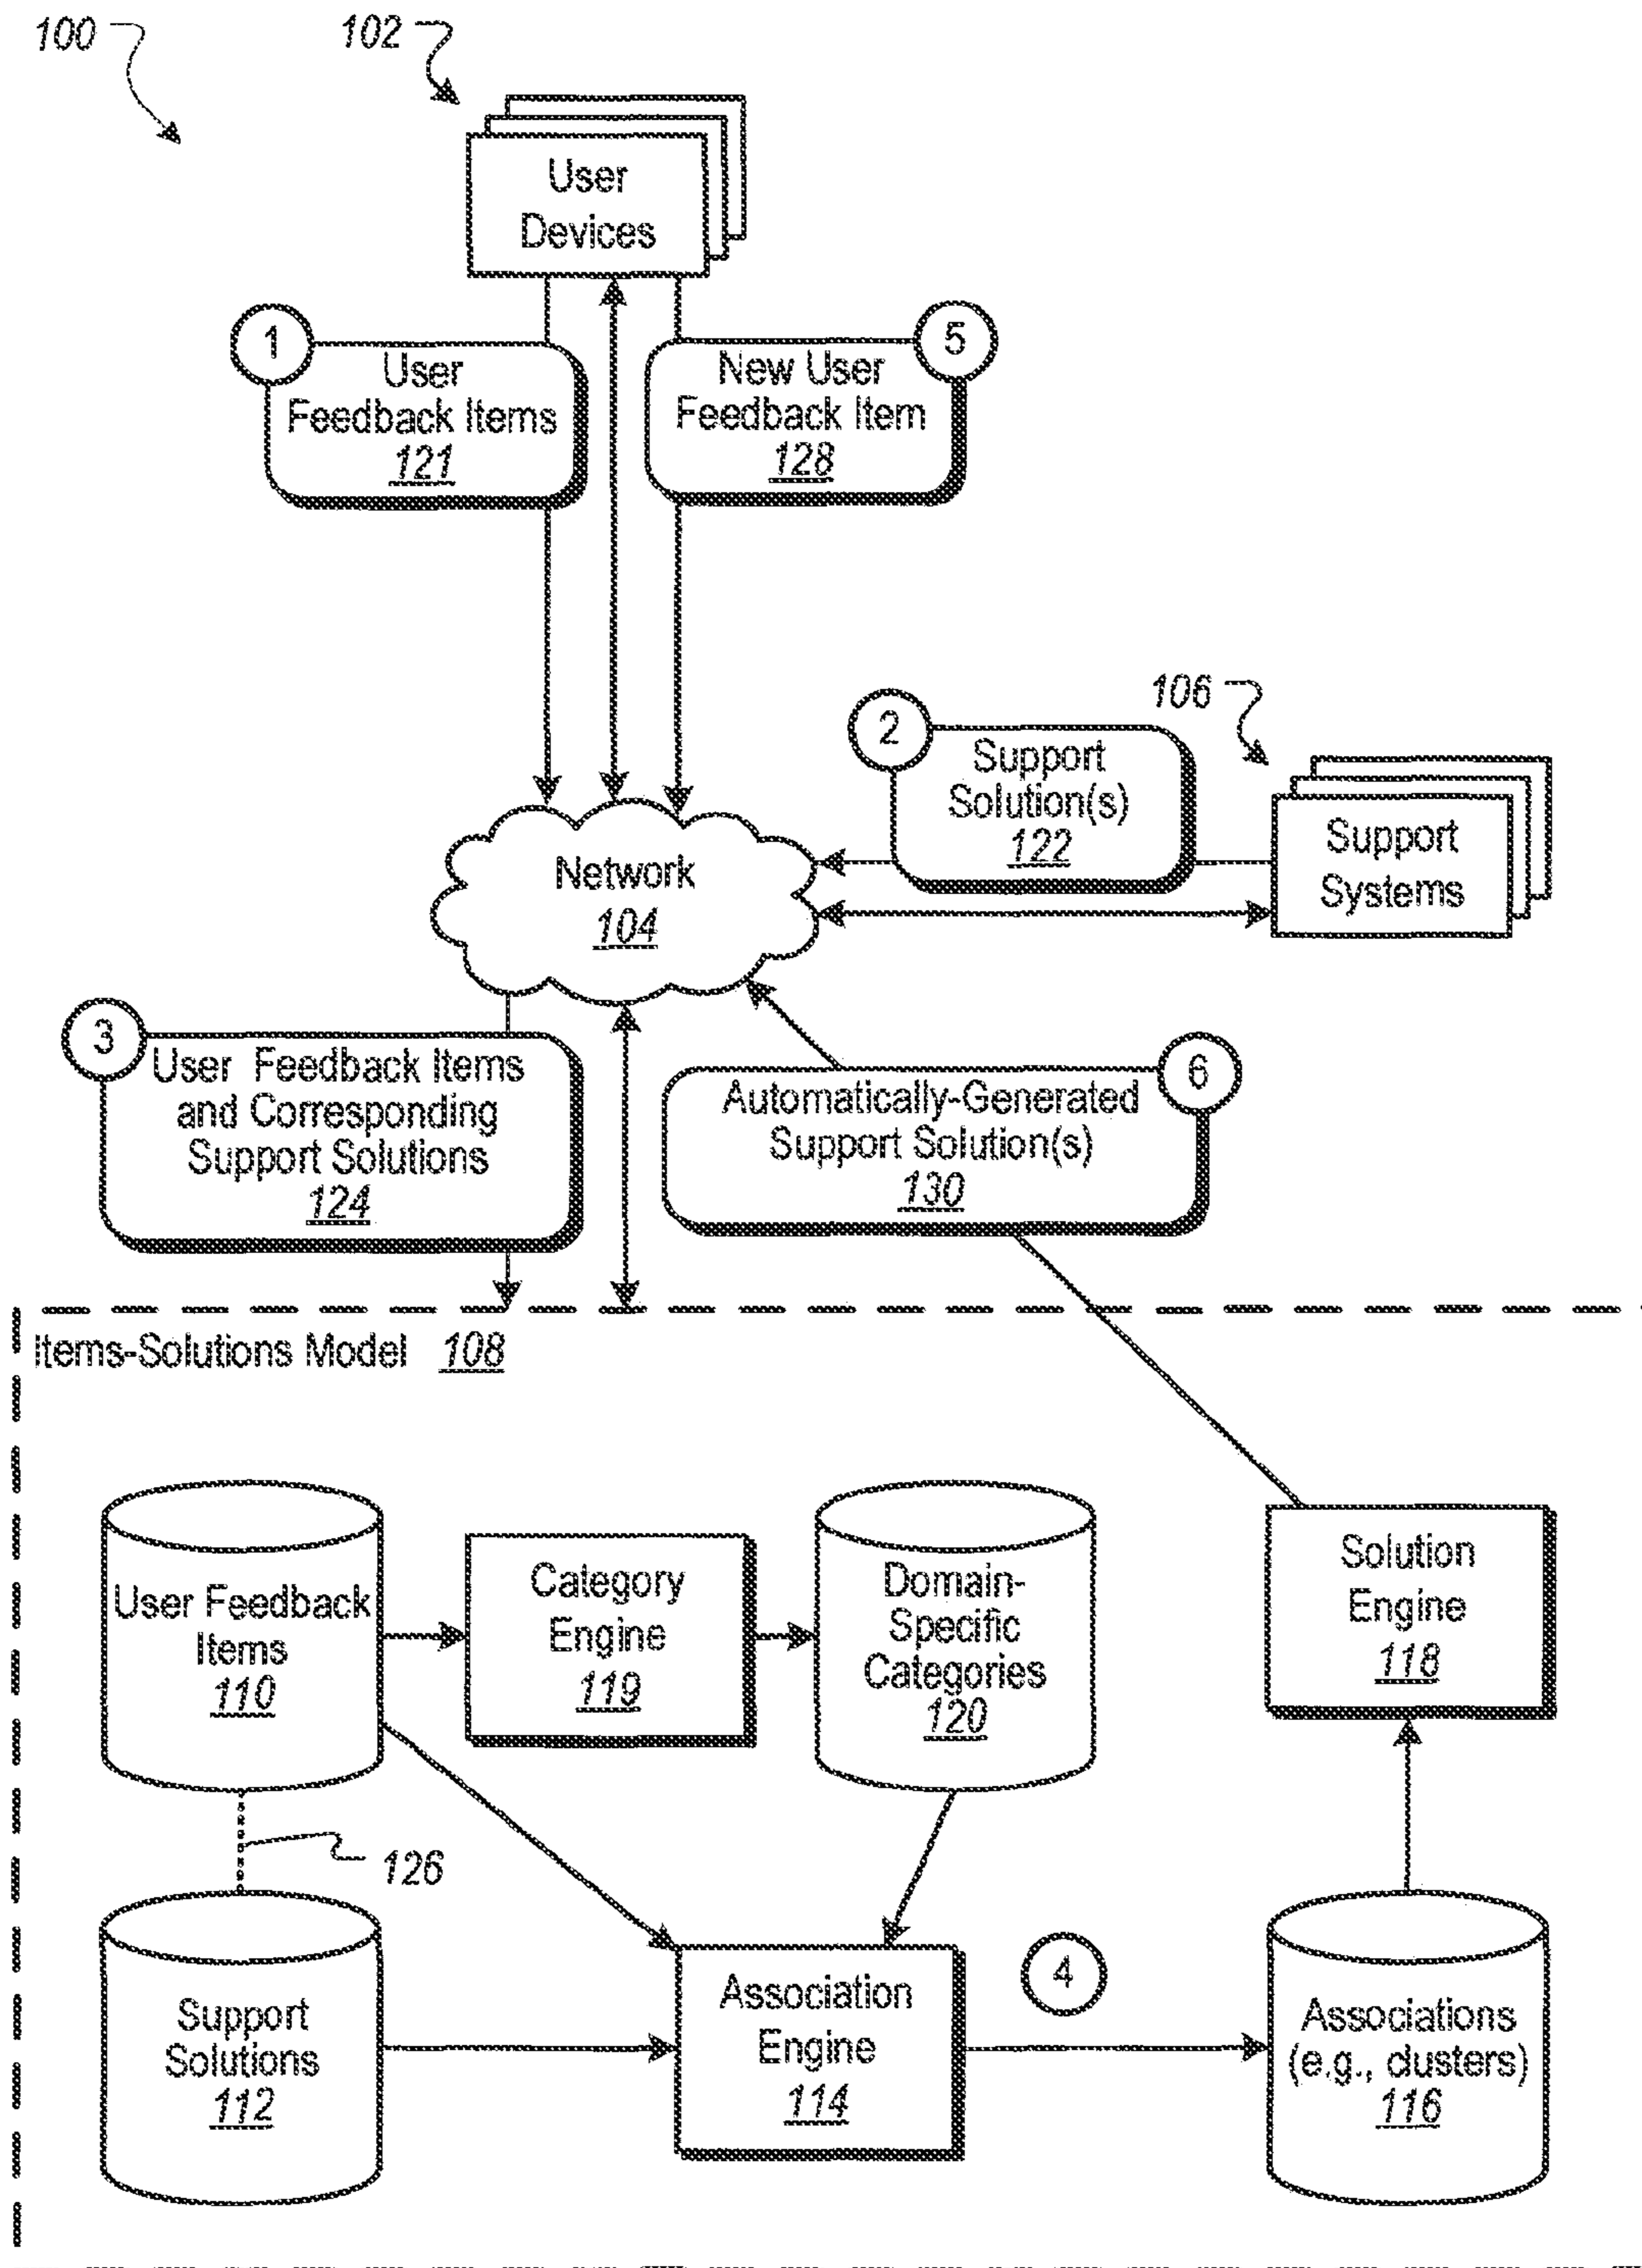 100
102
User
Devices
1
User
Feedback Items
121
5
New User
Feedback Item
128
106
2
Support
Solution(s)
122
Support
Systems
Network
104
3
User Feedback Items
and Corresponding
Support Solutions
124
6
Automatically-Generated
Support Solution(s)
130
Items-Solutions Model 108
User Feedback
Items
110
Category
Engine
119
Domain-
Specific
Categories
120
Solution
Engine
118
126
Support
Solutions
112
Association
Engine
114
4
Associations
(e.g., clusters)
116